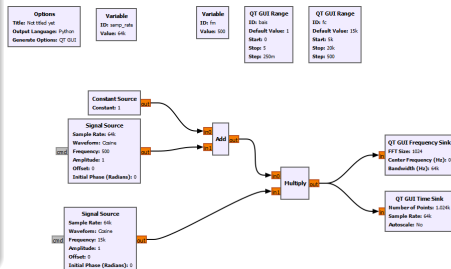 Options
Title: Not titled yet
Output Language: Python
Generate Options: QT GUI
Variable
ID: samp_rate
Value: 64k
Variable
ID: fm
Value: 500
QT GUI Range
ID: bais
Default Value: 1
Start: 0
Stop: 5
Step: 250m
QT GUI Range
ID: fc
Default Value: 15k
Start: 5k
Stop: 20k
Step: 500
Constant Source
Constant: 1
out
Signal Source
Sample Rate: 64k
Waveform: Cosine
Frequency: 500
Amplitude: 1
Offset: 0
Initial Phase (Radians): 0
cmd
out
in0
in1
Add
out
Signal Source
Sample Rate: 64k
Waveform: Cosine
Frequency: 15k
Amplitude: 1
Offset: 0
Initial Phase (Radians): 0
cmd
out
in0
in1
Multiply
out
in
QT GUI Frequency Sink
FFT Size: 1024
Center Frequency (Hz): 0
Bandwidth (Hz): 64k
in
QT GUI Time Sink
Number of Points: 1.024k
Sample Rate: 64k
Autoscale: No